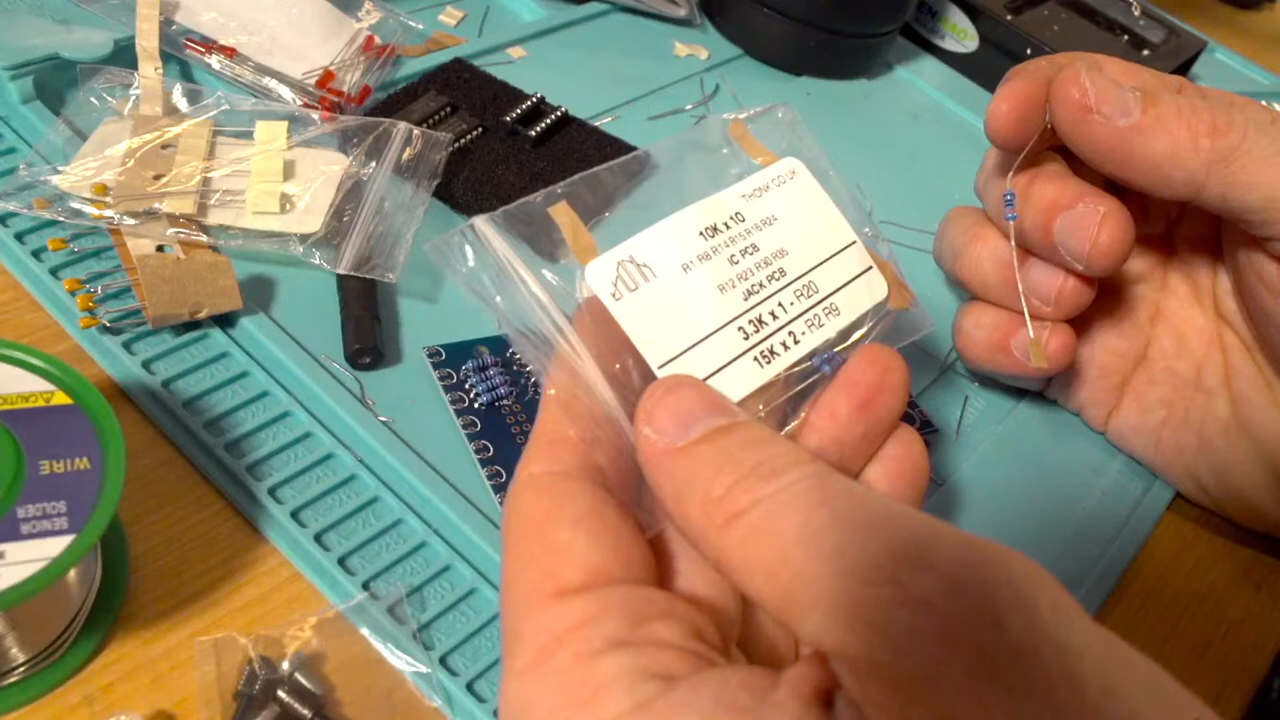 THONK.CO.UK
10K x 10
R1 R8 R14 R15 R16 R24
IC PCB
R12 R23 R30 R35
JACK PCB
3.3K x 1 - R20
15K x 2 - R2 R9
CAUTION
WIRE
SOLDER
SENIOR